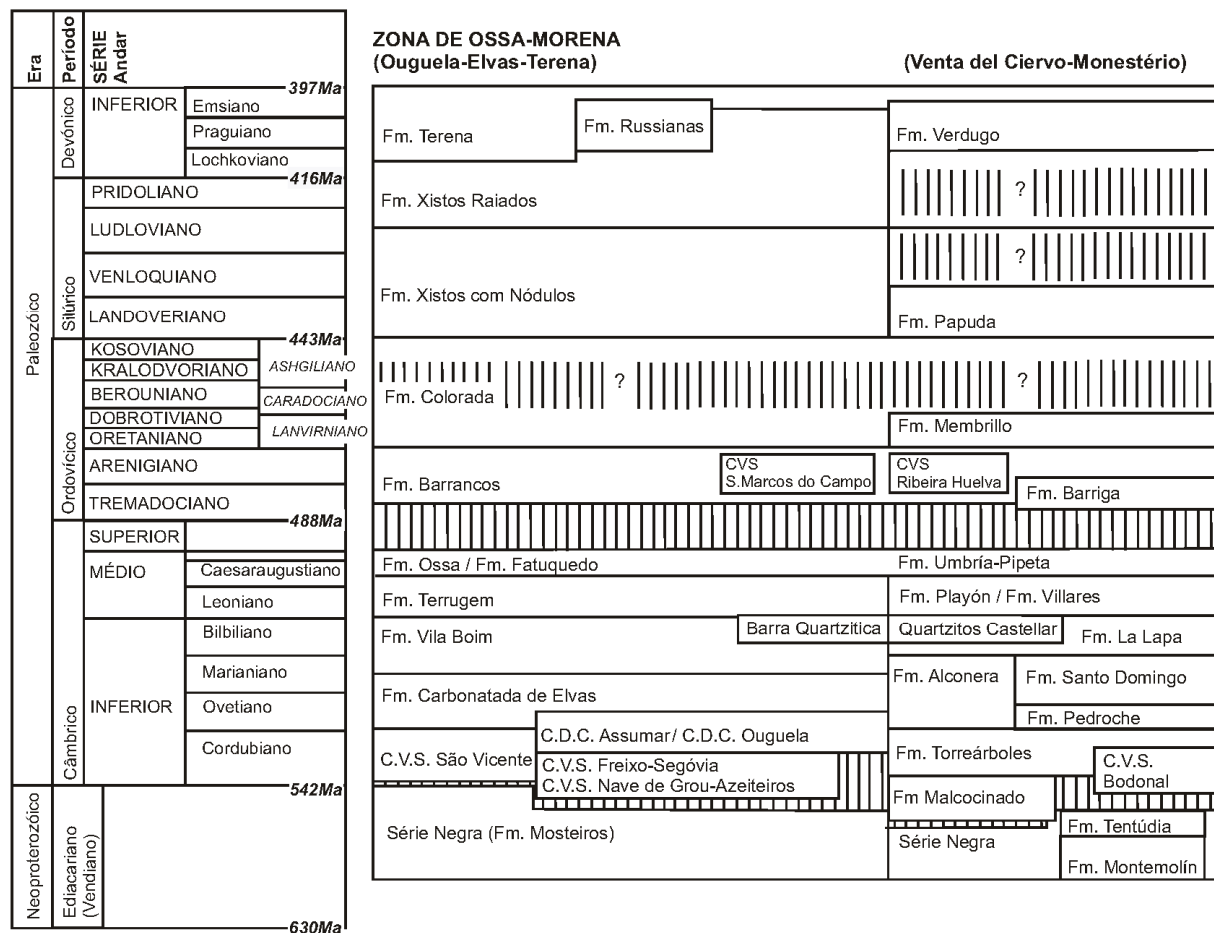 Era
Período
SÉRIE
Andar
ZONA DE OSSA-MORENA
(Ouguela-Elvas-Terena)
(Venta del Ciervo-Monestério)
397Ma
Paleozóico
Devónico
INFERIOR
Emsiano
Praguiano
Lochkoviano
416Ma
Silúrico
PRIDOLIANO
LUDLOVIANO
VENLOQUIANO
LANDOVERIANO
443Ma
Ordovícico
KOSOVIANO
KRALODVORIANO
BEROUNIANO
DOBROTIVIANO
ORETANIANO
ASHGILIANO
CARADOCIANO
LANVIRNIANO
ARENIGIANO
TREMADOCIANO
488Ma
Câmbrico
SUPERIOR
MÉDIO
Caesaraugustiano
Leoniano
INFERIOR
Bilbiliano
Marianiano
Ovetiano
Cordubiano
542Ma
Neoproterozóico
Ediacariano
(Vendiano)
630Ma
Fm. Terena
Fm. Russianas
Fm. Verdugo
Fm. Xistos Raiados
?
?
Fm. Xistos com Nódulos
Fm. Papuda
Fm. Colorada
?
?
Fm. Membrillo
Fm. Barrancos
CVS
S.Marcos do Campo
CVS
Ribeira Huelva
Fm. Barriga
Fm. Ossa / Fm. Fatuquedo
Fm. Umbría-Pipeta
Fm. Terrugem
Fm. Playón / Fm. Villares
Fm. Vila Boim
Barra Quartzitica
Quartzitos Castellar
Fm. La Lapa
Fm. Carbonatada de Elvas
Fm. Alconera
Fm. Santo Domingo
Fm. Pedroche
C.D.C. Assumar/ C.D.C. Ouguela
C.V.S. São Vicente
C.V.S. Freixo-Segóvia
C.V.S. Nave de Grou-Azeiteiros
Fm. Torreárboles
C.V.S.
Bodonal
Fm Malcocinado
Série Negra (Fm. Mosteiros)
Série Negra
Fm. Tentúdia
Fm. Montemolín